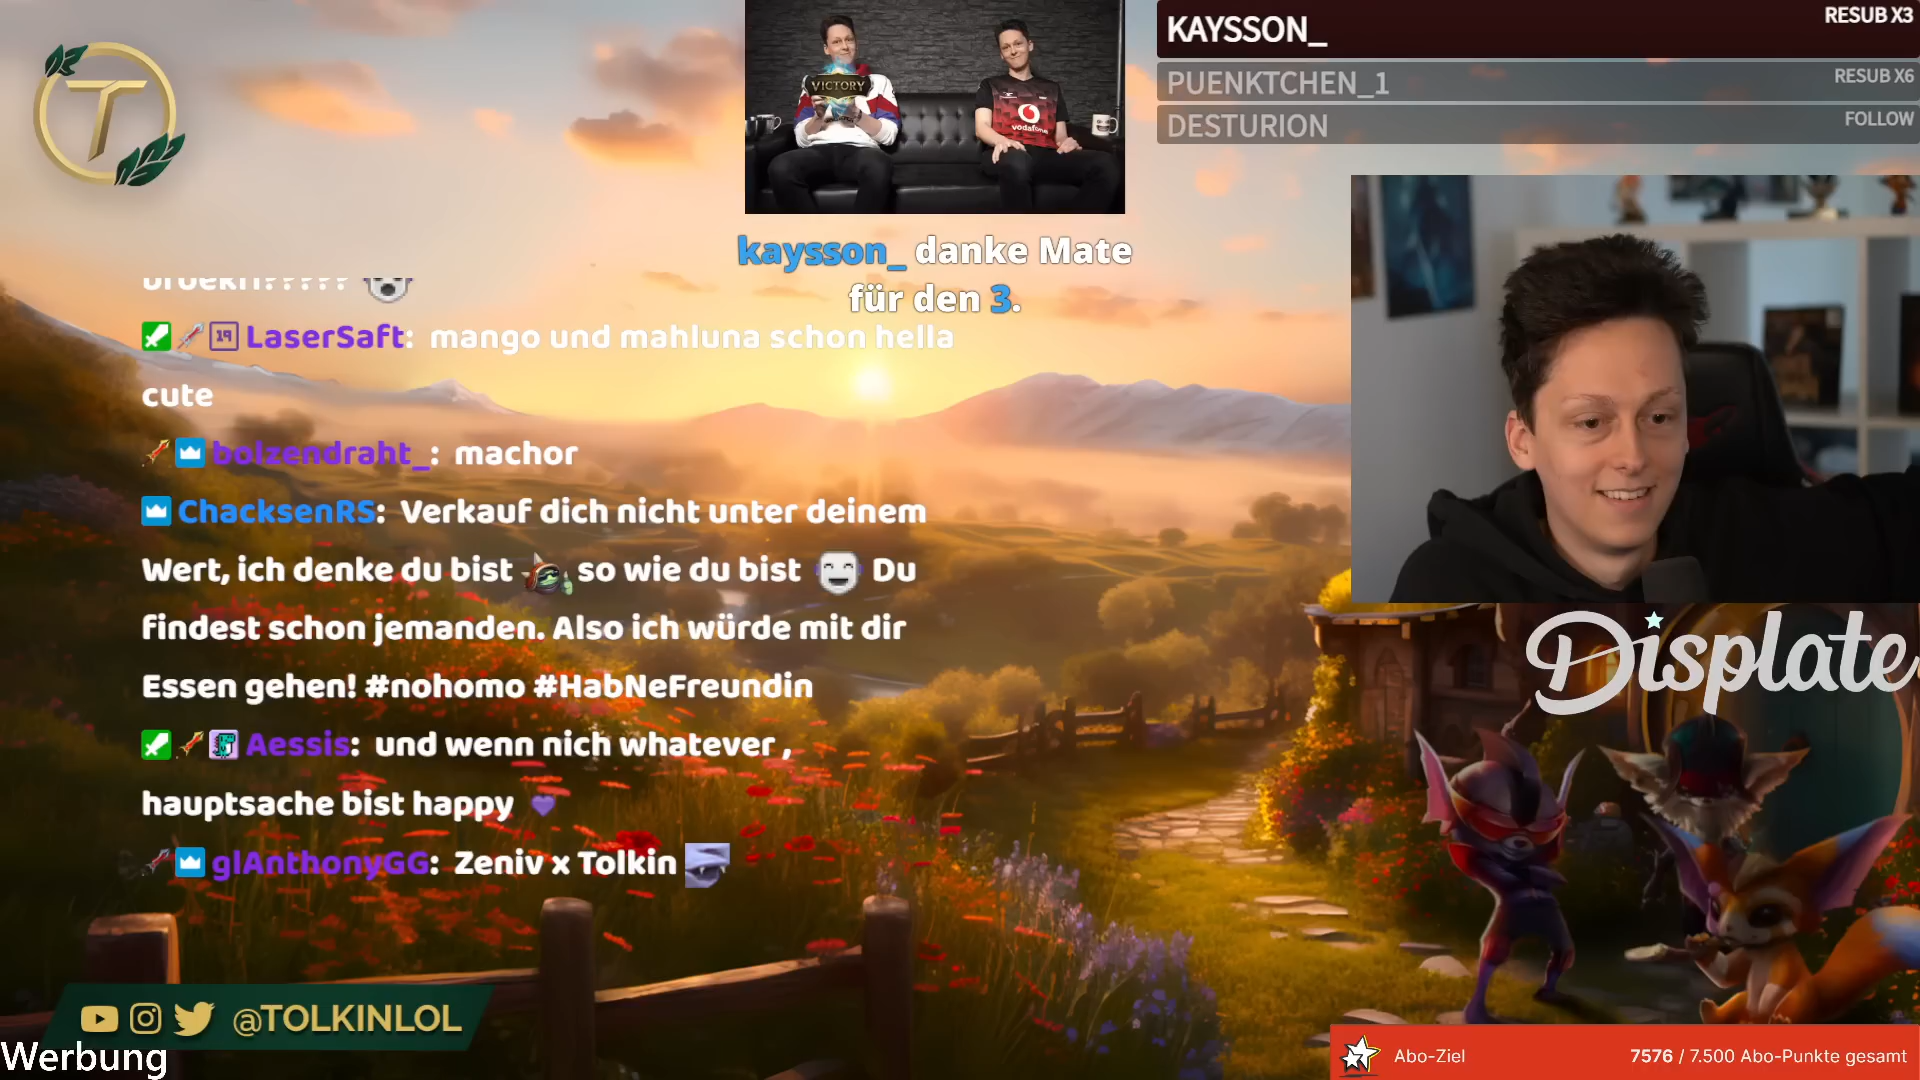 VICTORY
vodafone
KAYSSON_
RESUB X3
PUENKTCHEN_1
RESUB X6
DESTURION
FOLLOW
kaysson_ danke Mate
für den 3.
19 LaserSaft: mango und mahluna schon hella
cute
bolzendraht_: machor
ChacksenRS: Verkauf dich nicht unter deinem
Wert, ich denke du bist so wie du bist Du
findest schon jemanden. Also ich würde mit dir
Essen gehen! #nohomo #HabNeFreundin
Aessis: und wenn nich whatever ,
hauptsache bist happy
glAnthonyGG: Zeniv x Tolkin
Displate
@TOLKINLOL
Werbung
Abo-Ziel
7576 / 7.500 Abo-Punkte gesamt